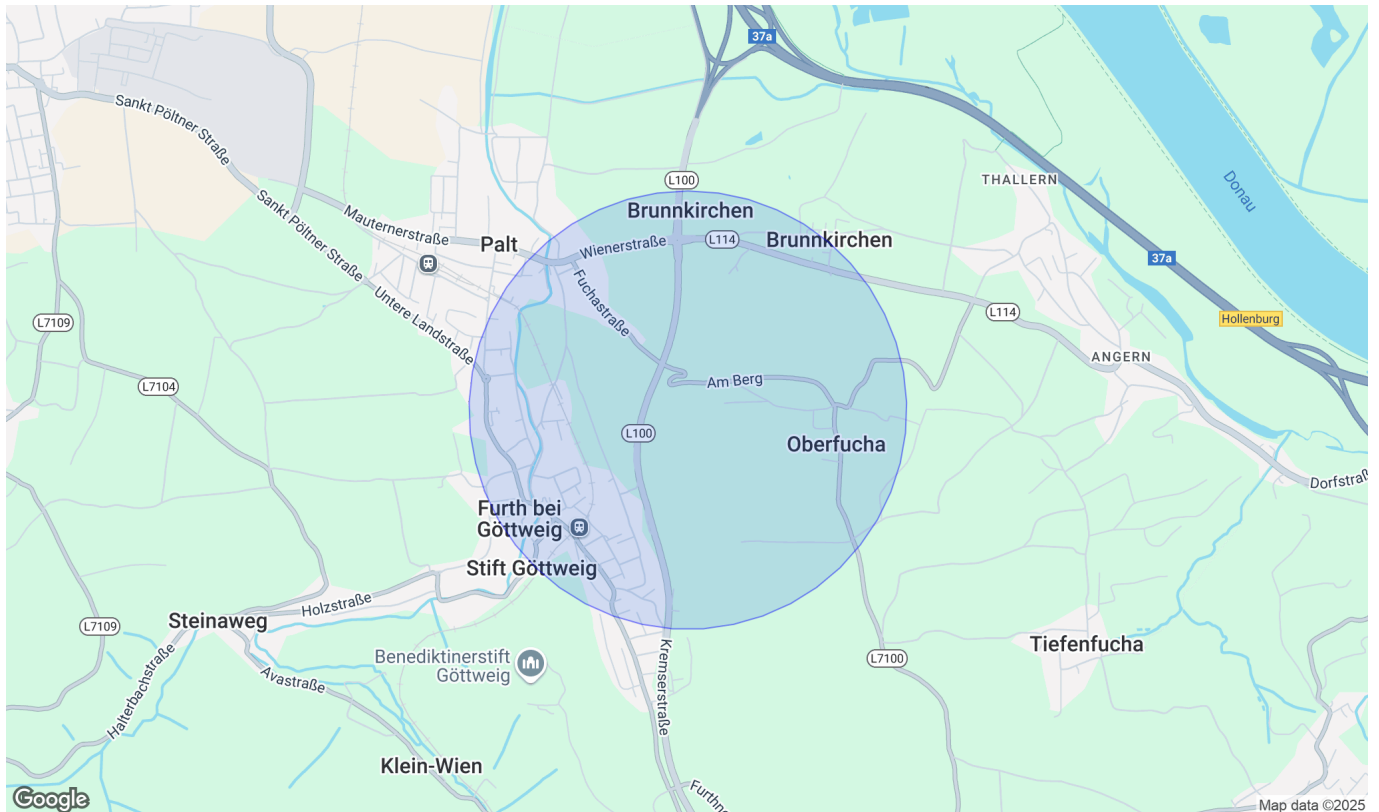 37a
Sankt Pöltner Straße
L100
THALLERN
Donau
Brunnkirchen
Mauternerstraße
Palt
Wienerstraße
L114
Brunnkirchen
37a
Sankt Pöltner Straße
Fuchastraße
Untere Landstraße
L7109
L114
Hollenburg
ANGERN
L7104
Am Berg
L100
Oberfucha
Dorfstraß
Furth bei
Göttweig
Stift Göttweig
Holzstraße
Steinaweg
L7109
Halterbachstraße
Avastraße
Benediktinerstift
Göttweig
Kremserstraße
L7100
Tiefenfucha
Klein-Wien
Furthn
Google
Map data ©2025